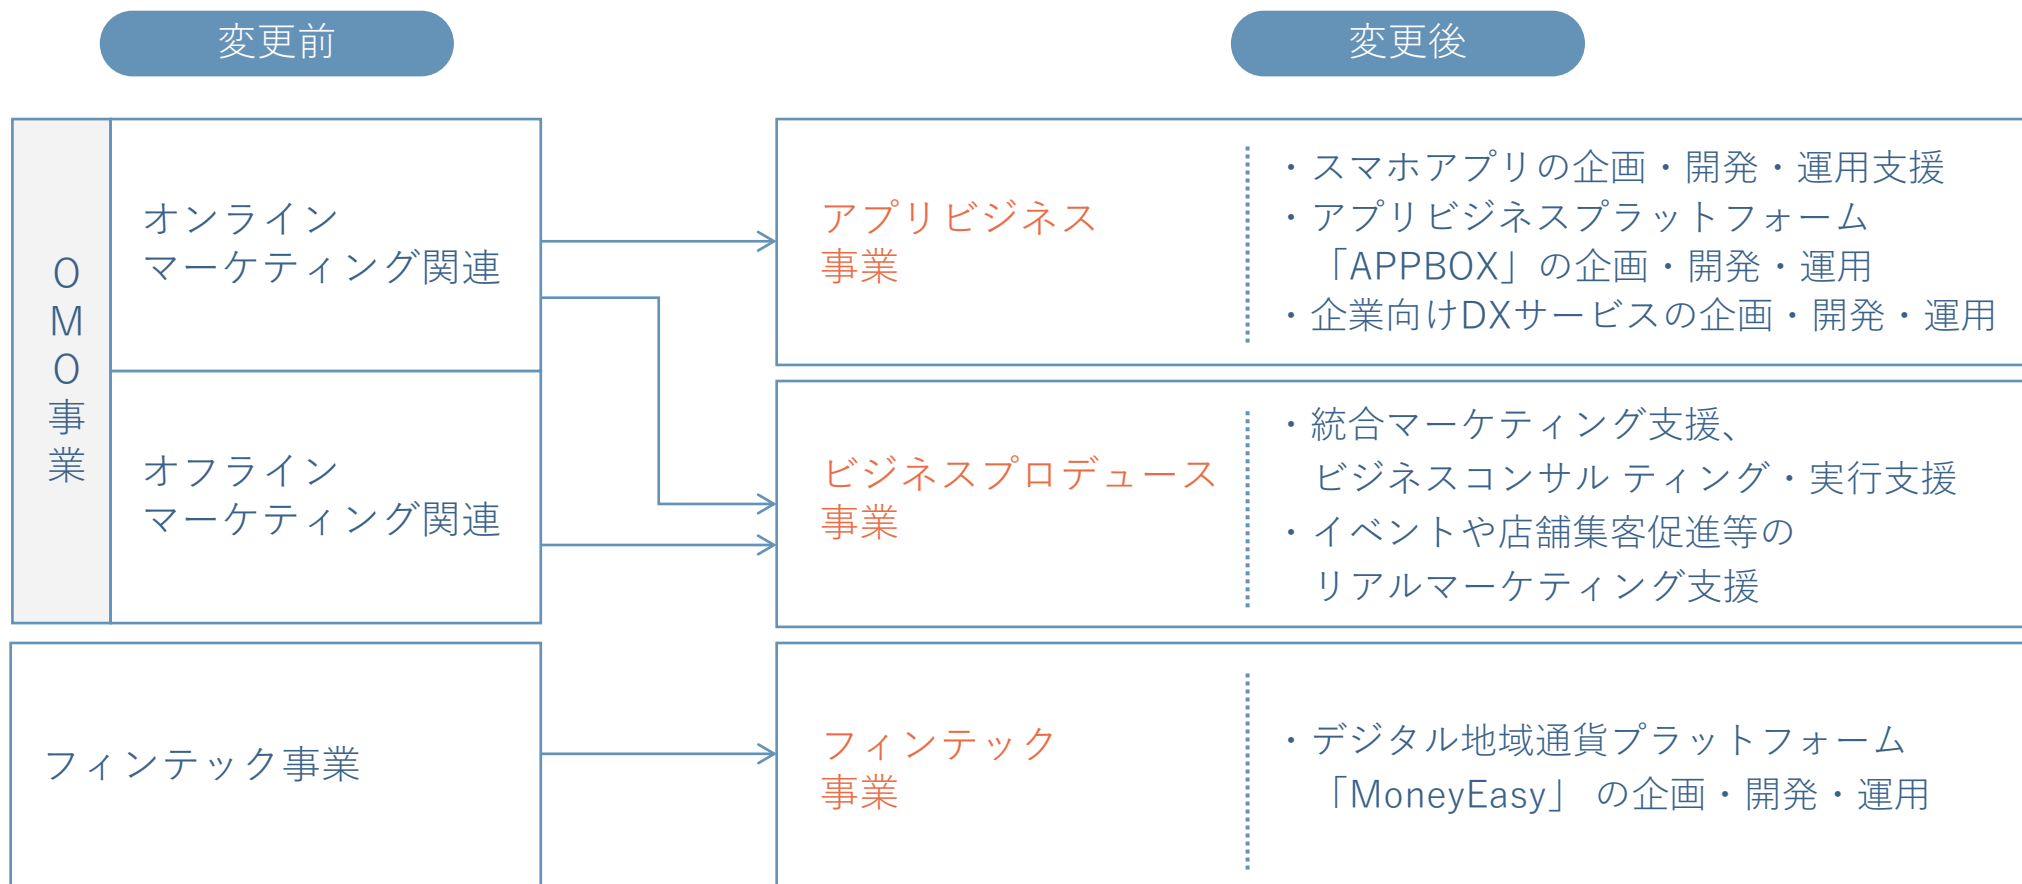 変更前
変更後
OMO事業
オンライン
マーケティング関連
オフライン
マーケティング関連
フィンテック事業
アプリビジネス
事業
・スマホアプリの企画・開発・運用支援
・アプリビジネスプラットフォーム
「APPBOX」の企画・開発・運用
・企業向けDXサービスの企画・開発・運用
ビジネスプロデュース
事業
・統合マーケティング支援、
ビジネスコンサル ティング・実行支援
・イベントや店舗集客促進等の
リアルマーケティング支援
フィンテック
事業
・デジタル地域通貨プラットフォーム
「MoneyEasy」 の企画・開発・運用